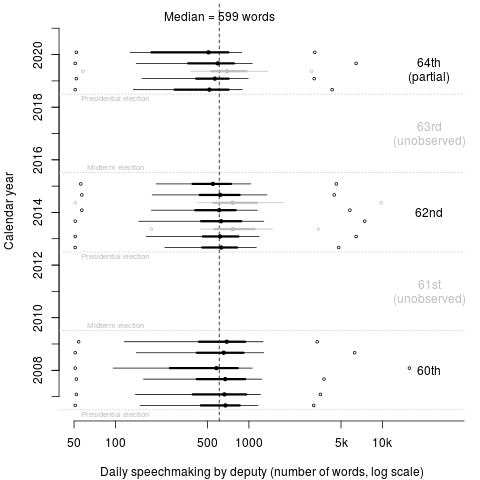 Median = 599 words
2020
64th
(partial)
Presidential election
2018
63rd
(unobserved)
2016
Midterm election
Calendar year
2014
62nd
Presidential election
2012
61st
(unobserved)
2010
Midterm election
2008
60th
Presidential election
50 100 500 1000 5k 10k
Daily speechmaking by deputy (number of words, log scale)